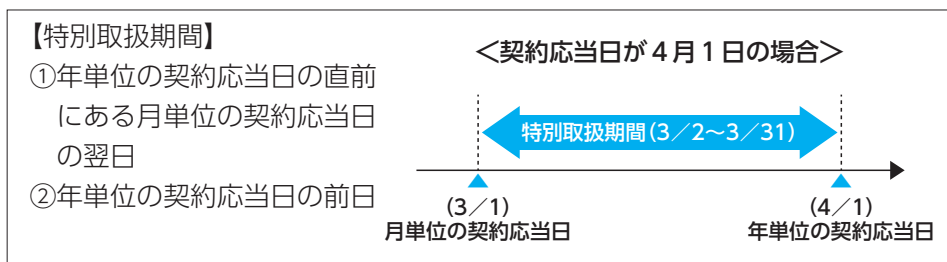 【特別取扱期間】
①年単位の契約応当日の直前
にある月単位の契約応当日
の翌日
②年単位の契約応当日の前日
＜契約応当日が４月１日の場合＞
特別取扱期間(３／２〜３／31)
(３／１)
月単位の契約応当日
(４／１)
年単位の契約応当日